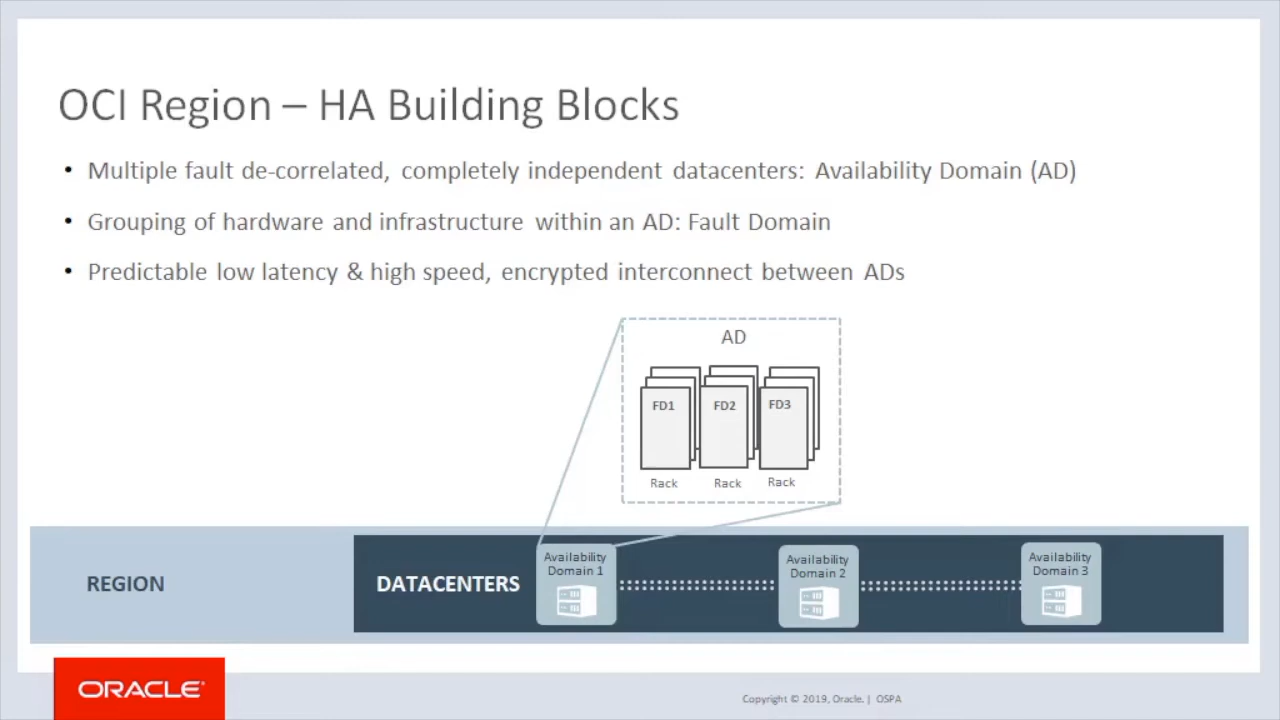 OCI Region – HA Building Blocks
• Multiple fault de-correlated, completely independent datacenters: Availability Domain (AD)
• Grouping of hardware and infrastructure within an AD: Fault Domain
• Predictable low latency & high speed, encrypted interconnect between ADs
AD
FD1 FD2 FD3
Rack Rack Rack
REGION
DATACENTERS
Availability
Domain 1
Availability
Domain 2
Availability
Domain 3
ORACLE®
Copyright © 2019, Oracle. | OSPA